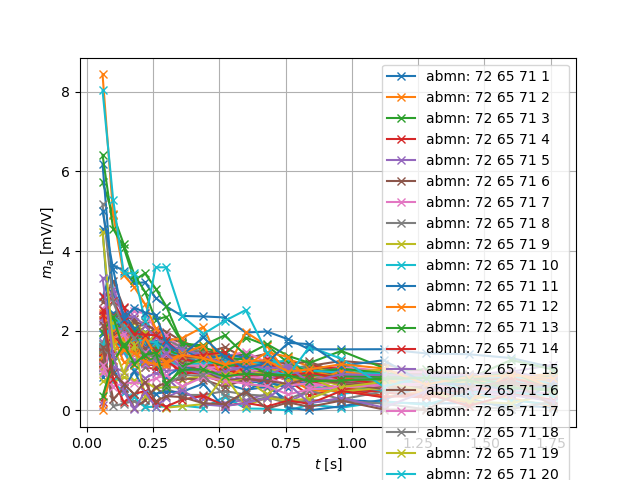 8
6
4
2
0
m_a [mV/V]
0.00 0.25 0.50 0.75 1.00 1.25 1.50 1.75
t [s]
abmn: 72 65 71 1
abmn: 72 65 71 2
abmn: 72 65 71 3
abmn: 72 65 71 4
abmn: 72 65 71 5
abmn: 72 65 71 6
abmn: 72 65 71 7
abmn: 72 65 71 8
abmn: 72 65 71 9
abmn: 72 65 71 10
abmn: 72 65 71 11
abmn: 72 65 71 12
abmn: 72 65 71 13
abmn: 72 65 71 14
abmn: 72 65 71 15
abmn: 72 65 71 16
abmn: 72 65 71 17
abmn: 72 65 71 18
abmn: 72 65 71 19
abmn: 72 65 71 20